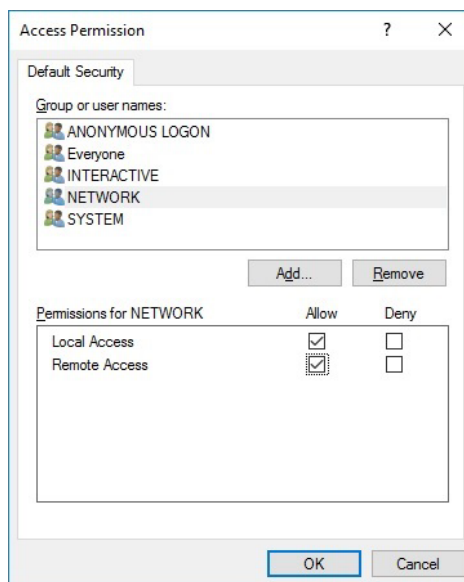 Access Permission ?
Default Security
Group or user names:
ANONYMOUS LOGON
Everyone
INTERACTIVE
NETWORK
SYSTEM
Add... Remove
Permissions for NETWORK Allow Deny
Local Access
Remote Access
OK Cancel